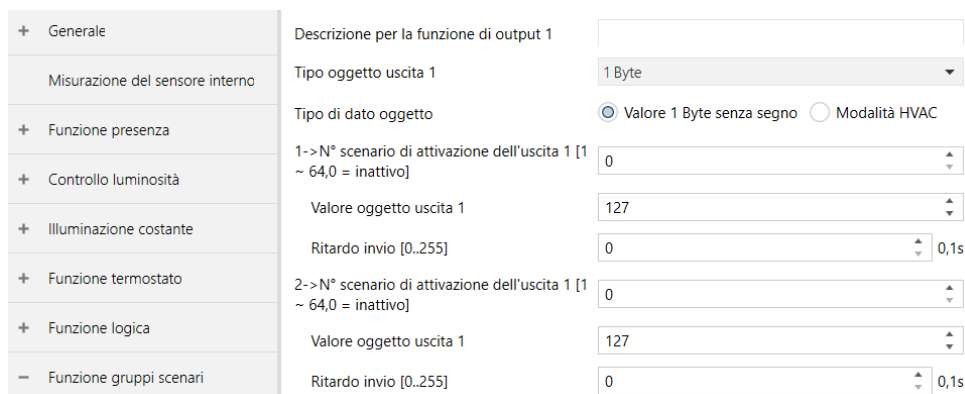 + Generale
Misurazione del sensore interno
+ Funzione presenza
+ Controllo luminosità
+ Illuminazione costante
+ Funzione termostato
+ Funzione logica
− Funzione gruppi scenari
Descrizione per la funzione di output 1
Tipo oggetto uscita 1 1 Byte
Tipo di dato oggetto Valore 1 Byte senza segno Modalità HVAC
1->N° scenario di attivazione dell'uscita 1 [1
~ 64,0 = inattivo] 0
Valore oggetto uscita 1 127
Ritardo invio [0..255] 0 0,1s
2->N° scenario di attivazione dell'uscita 1 [1
~ 64,0 = inattivo] 0
Valore oggetto uscita 1 127
Ritardo invio [0..255] 0 0,1s